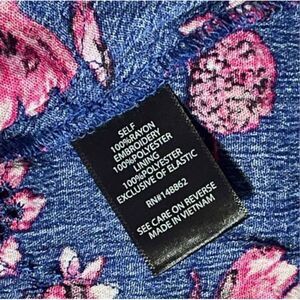 SELF
100%RAYON
EMBROIDERY
100%POLYESTER
LINING
100%POLYESTER
EXCLUSIVE OF ELASTIC
RN#148862
SEE CARE ON REVERSE
MADE IN VIETNAM